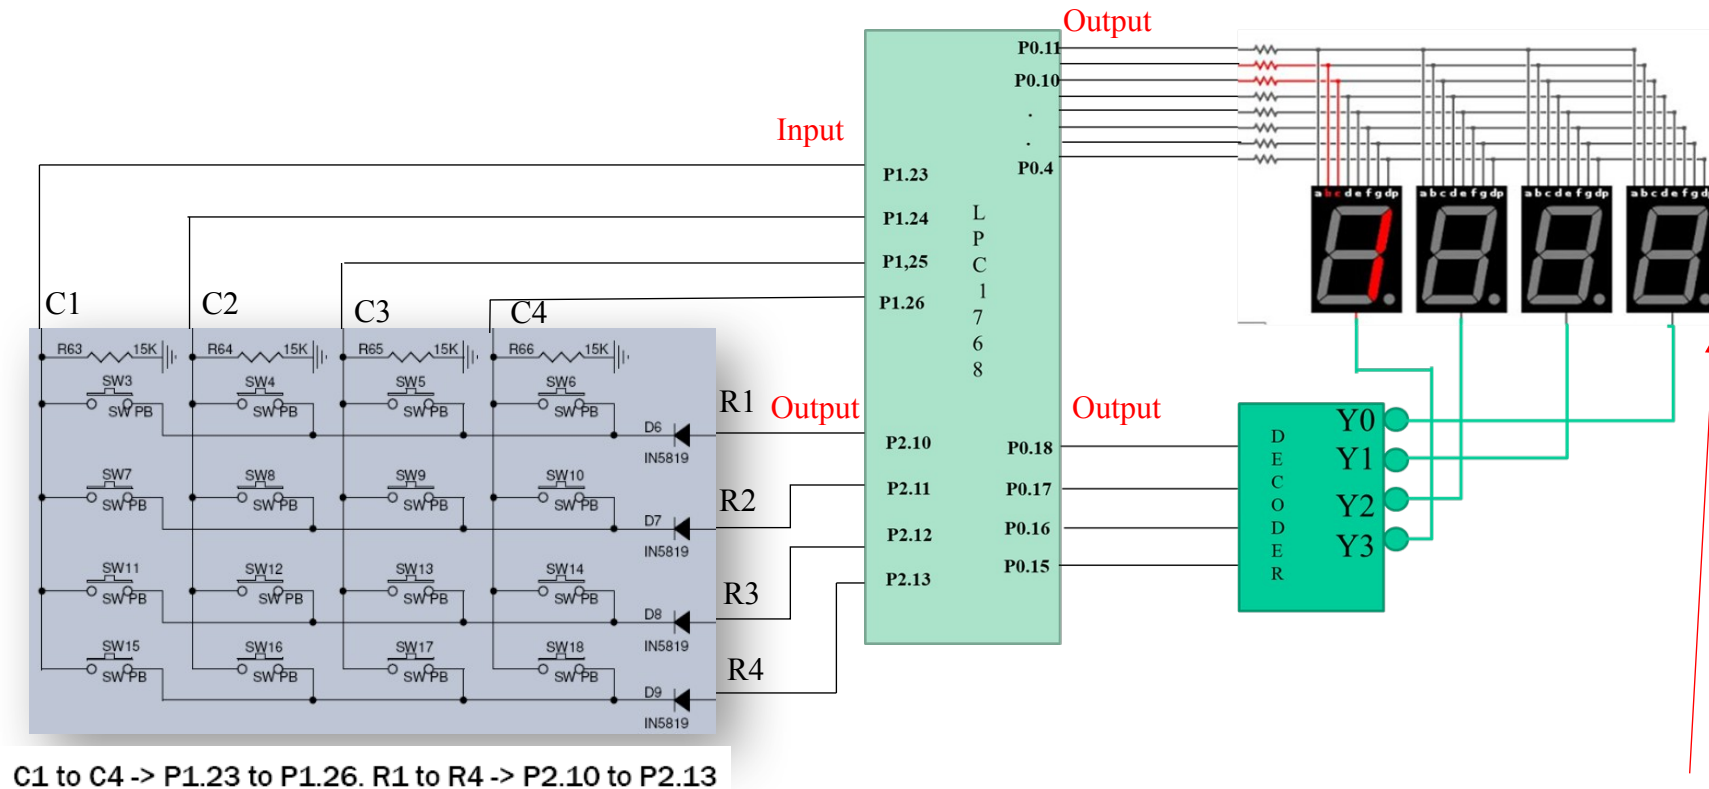 Output
P0.11
P0.10
.
.
P0.4
Input
P1.23
P1.24
P1,25
P1.26
L
P
C
1
7
6
8
a b c d e f g dp
a b c d e f g dp
a b c d e f g dp
a b c d e f g d
C1
C2
C3
C4
R63 15K
R64 15K
R65 15K
R66 15K
SW3
SW PB
SW4
SW PB
SW5
SW PB
SW6
SW PB
D6
IN5819
R1
Output
P2.10
SW7
SW PB
SW8
SW PB
SW9
SW PB
SW10
SW PB
D7
IN5819
R2
P2.11
SW11
SW PB
SW12
SW PB
SW13
SW PB
SW14
SW PB
D8
IN5819
R3
P2.12
SW15
SW PB
SW16
SW PB
SW17
SW PB
SW18
SW PB
D9
IN5819
R4
P2.13
Output
P0.18
P0.17
P0.16
P0.15
D
E
C
O
D
E
R
Y0
Y1
Y2
Y3
C1 to C4 -> P1.23 to P1.26. R1 to R4 -> P2.10 to P2.13